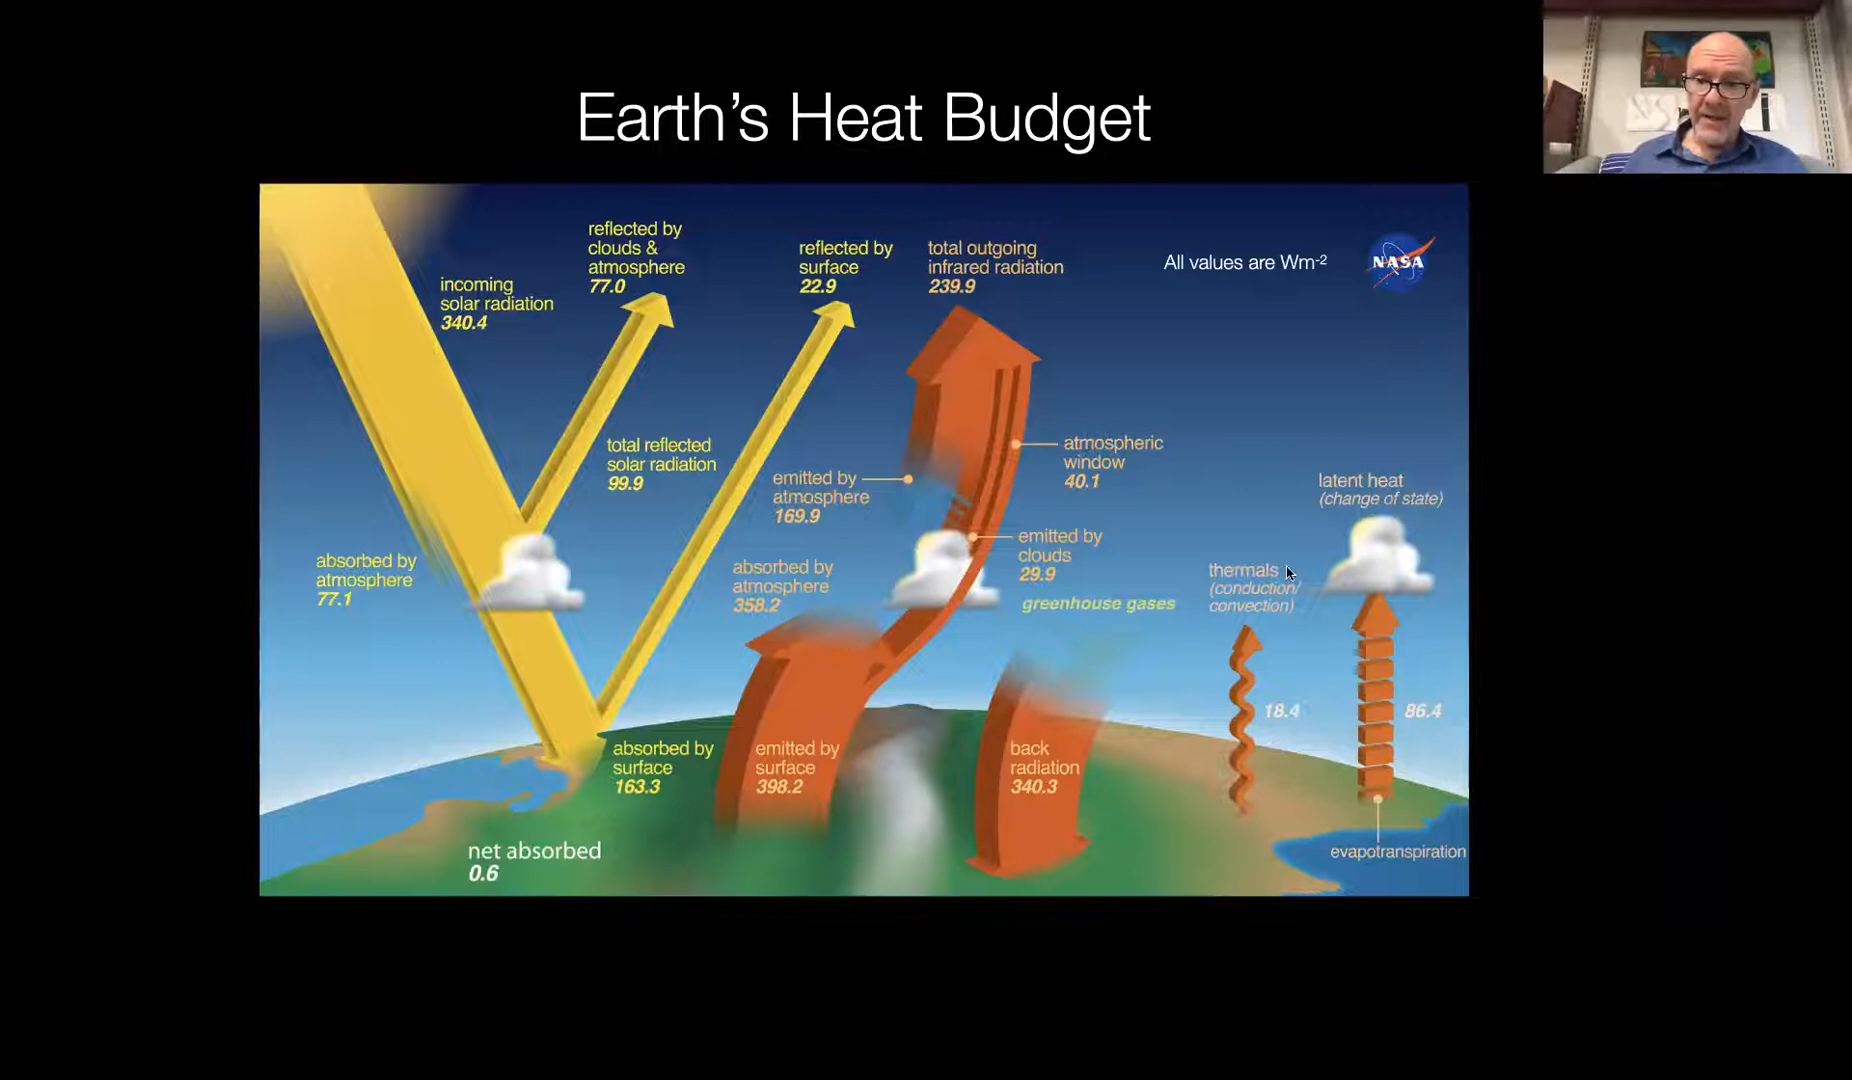 Earth's Heat Budget
reflected by
clouds &
atmosphere
77.0
incoming
solar radiation
340.4
reflected by
surface
22.9
total outgoing
infrared radiation
239.9
All values are Wm-2
NASA
total reflected
solar radiation
99.9
emitted by
atmosphere
169.9
atmospheric
window
40.1
latent heat
(change of state)
absorbed by
atmosphere
77.1
absorbed by
atmosphere
358.2
emitted by
clouds
29.9
greenhouse gases
thermals
(conduction/
convection)
18.4
86.4
absorbed by
surface
163.3
emitted by
surface
398.2
back
radiation
340.3
net absorbed
0.6
evapotranspiration